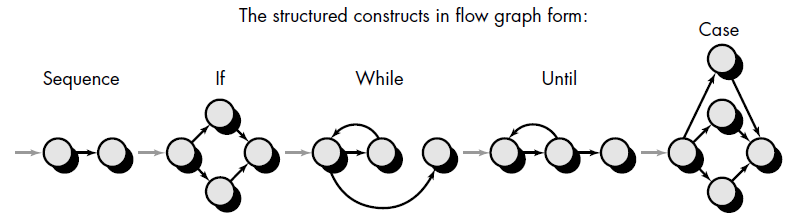 The structured constructs in flow graph form:
Case
Sequence
If
While
Until